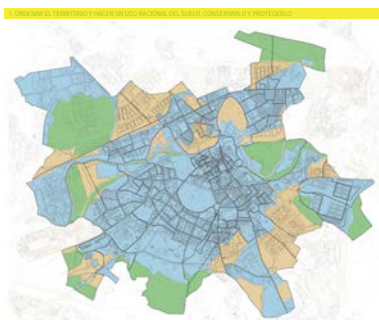 1. ORDENAR EL TERRITORIO Y HACER UN USO RACIONAL DEL SUELO, CONSERVARLO Y PROTEGERLO